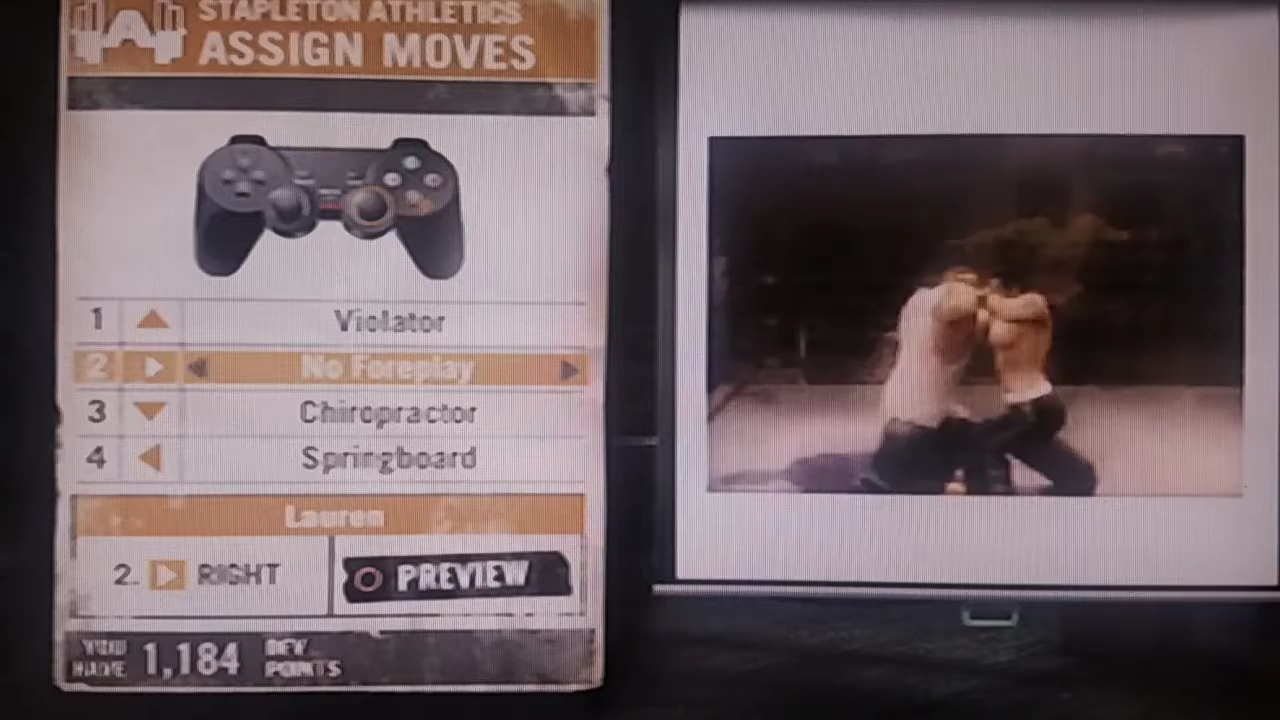 STAPLETON ATHLETICS
ASSIGN MOVES
1 Violator
2 No Foreplay
3 Chiropractor
4 Springboard
Lauren
2. RIGHT PREVIEW
YOU HAVE 1,184 DEV POINTS